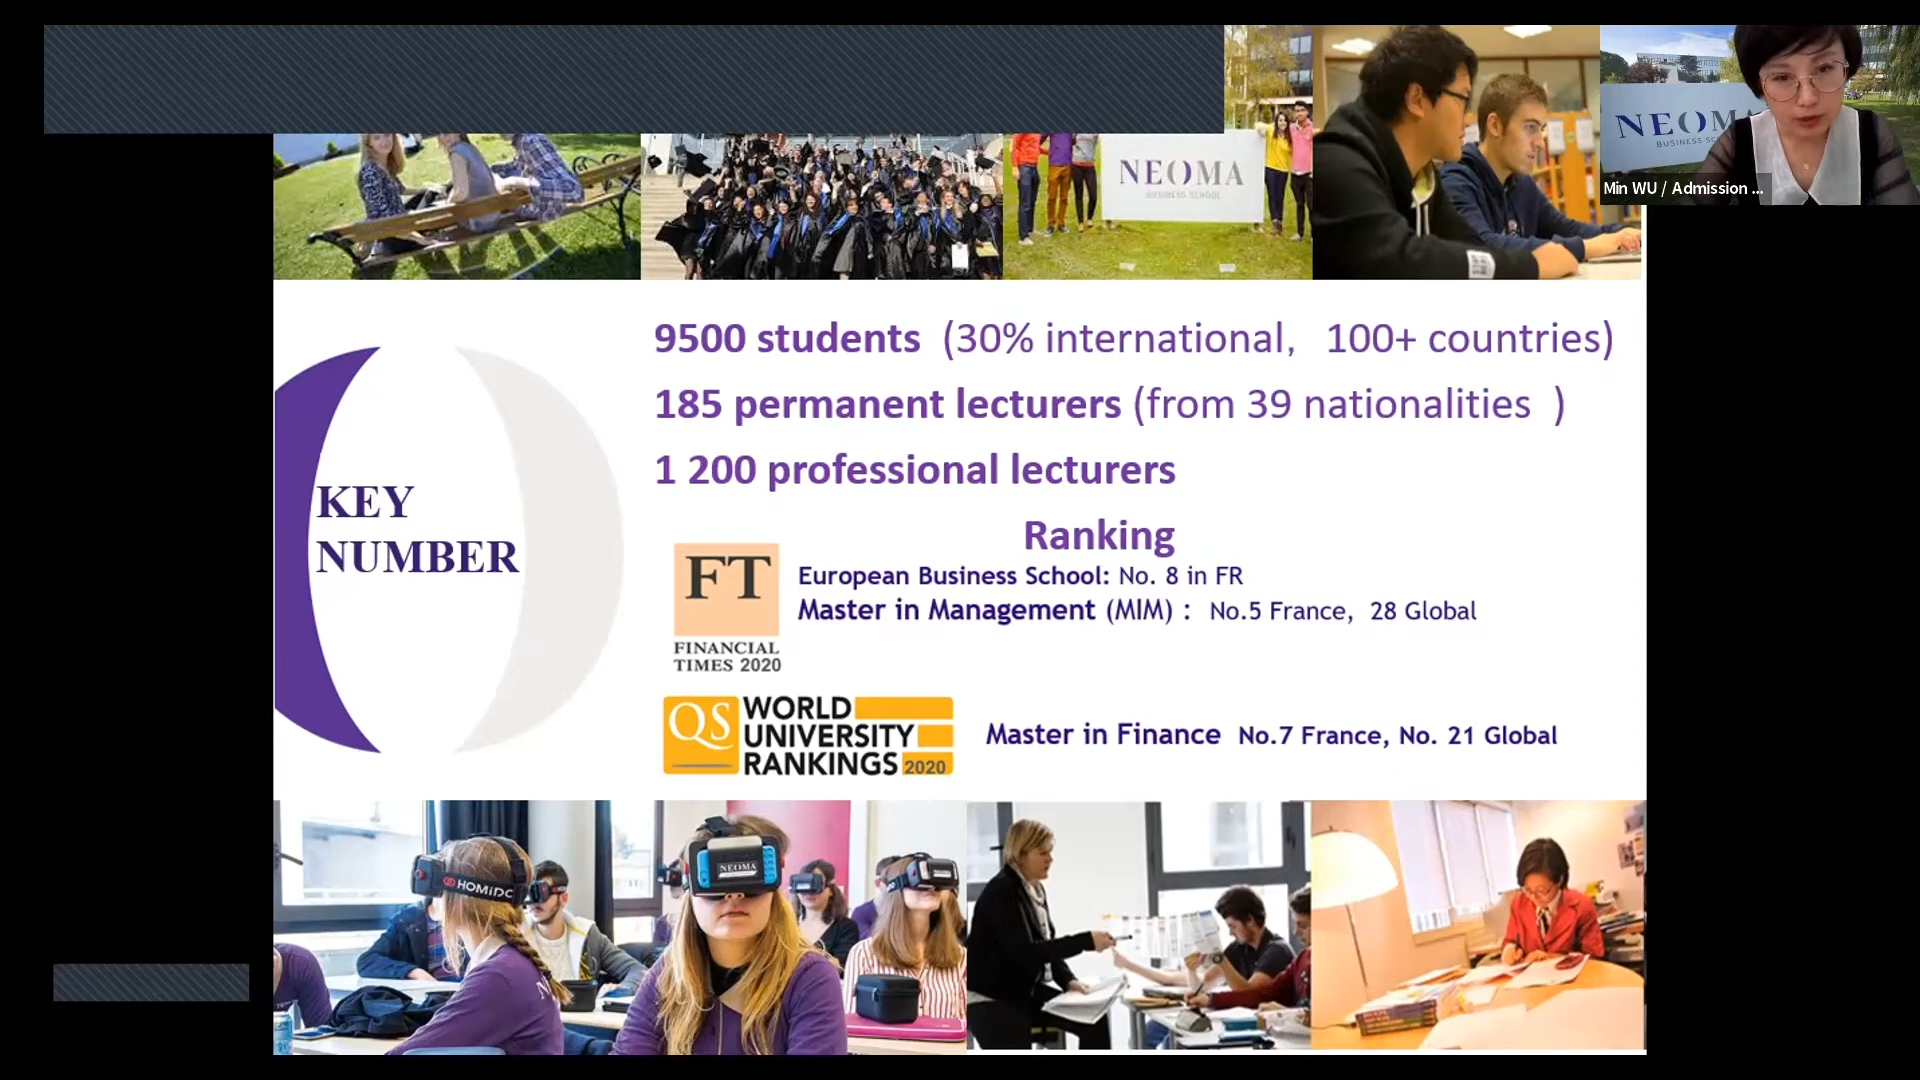 NEOMA
BUSINESS SCHOOL
NEOMA
Min WU / Admission ...
9500 students (30% international, 100+ countries)
185 permanent lecturers (from 39 nationalities )
1 200 professional lecturers
KEY
NUMBER
Ranking
FT
FINANCIAL
TIMES 2020
European Business School: No. 8 in FR
Master in Management (MIM) : No.5 France, 28 Global
QS
WORLD
UNIVERSITY
RANKINGS 2020
Master in Finance No.7 France, No. 21 Global
HOMiDO
NEOMA